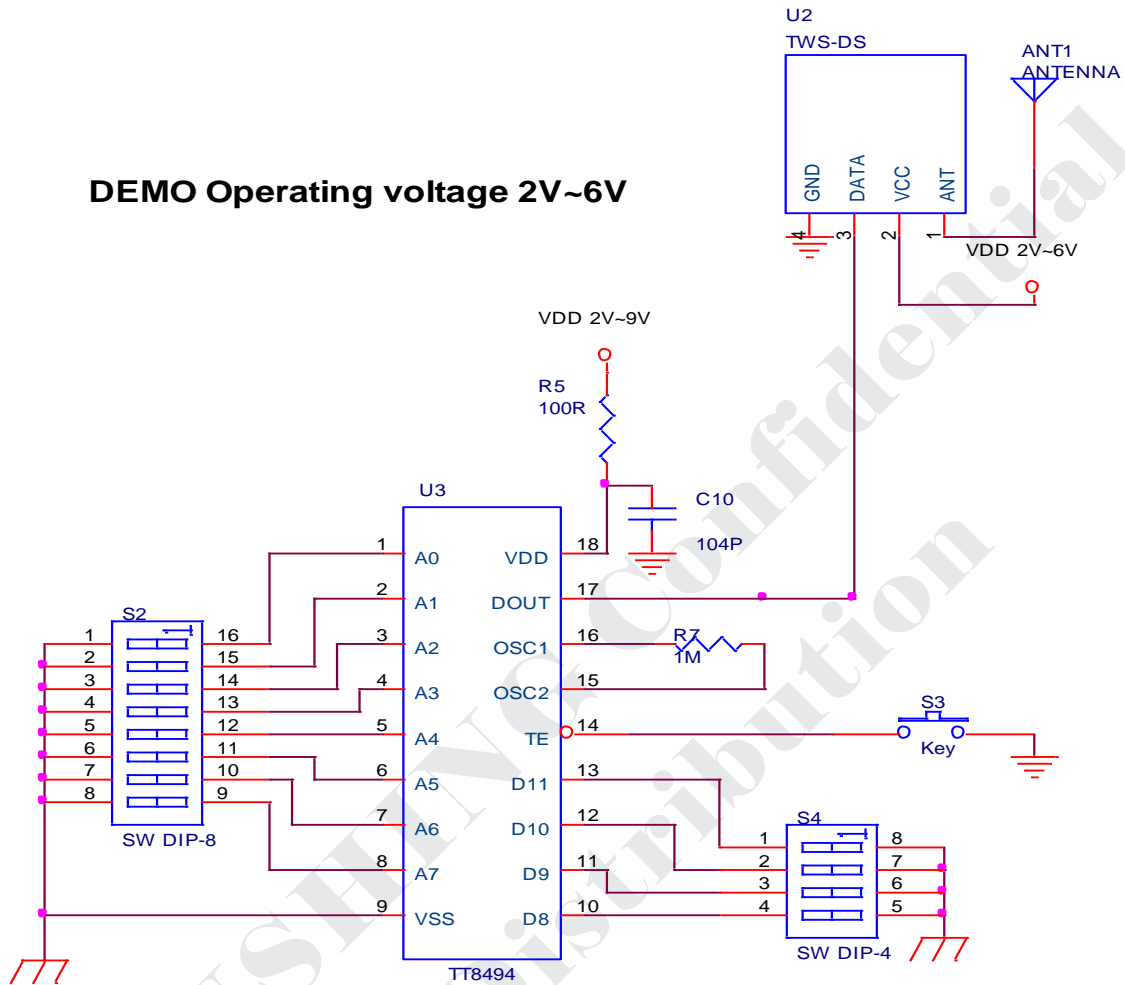 U2
TWS-DS
ANT1
ANTENNA
GND
DATA
VCC
ANT
4
3
2
1
DEMO Operating voltage 2V~6V
VDD 2V~6V
VDD 2V~9V
R5
100R
C10
104P
U3
1 A0 VDD 18
2 A1 DOUT 17
3 A2 OSC1 16
4 A3 OSC2 15
5 A4 TE 14
6 A5 D11 13
7 A6 D10 12
8 A7 D9 11
9 VSS D8 10
TT8494
R7
1M
S2
1 16
2 15
3 14
4 13
5 12
6 11
7 10
8 9
SW DIP-8
S3
Key
S4
1 8
2 7
3 6
4 5
SW DIP-4
SHING Confidential
Distribution